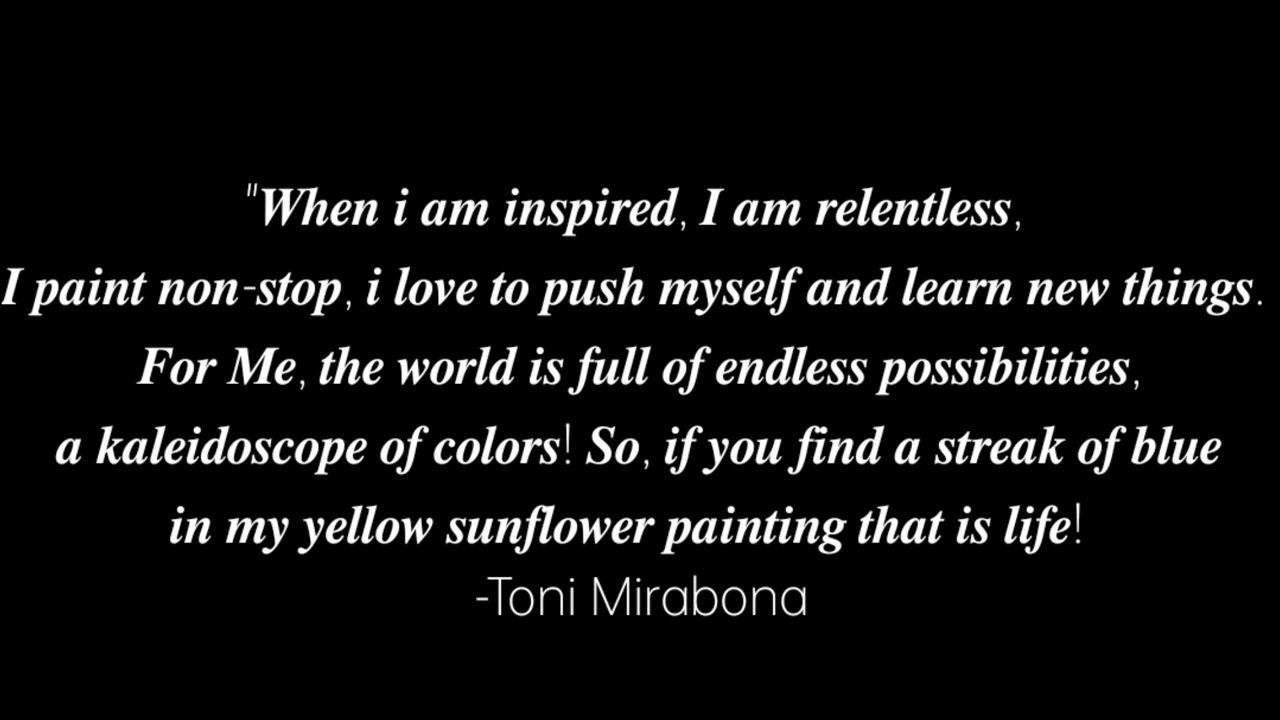 "When i am inspired, I am relentless,
I paint non-stop, i love to push myself and learn new things.
For Me, the world is full of endless possibilities,
a kaleidoscope of colors! So, if you find a streak of blue
in my yellow sunflower painting that is life!
-Toni Mirabona